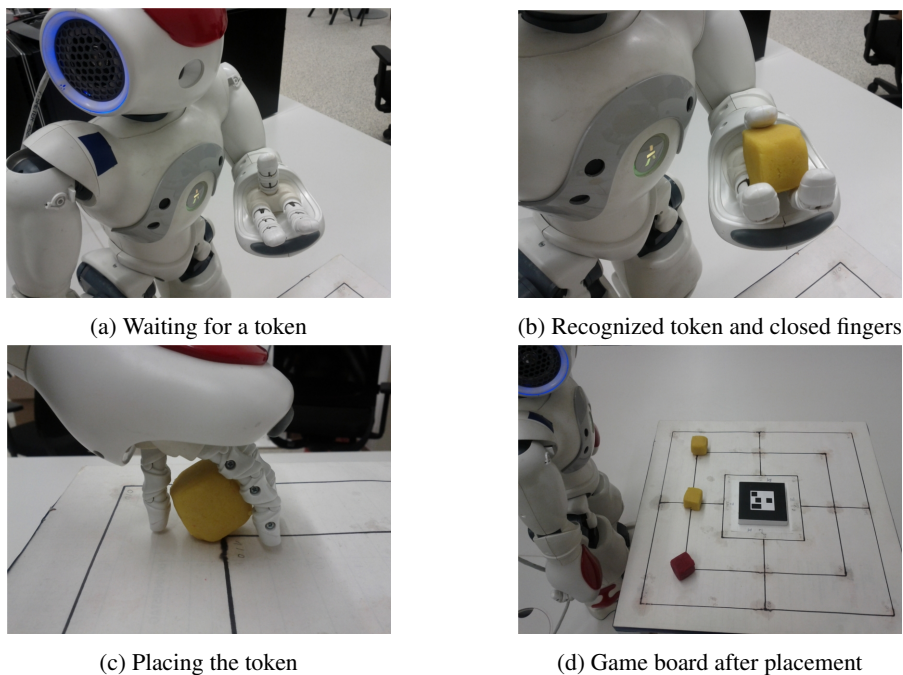 (a) Waiting for a token
(b) Recognized token and closed fingers
(c) Placing the token
(d) Game board after placement